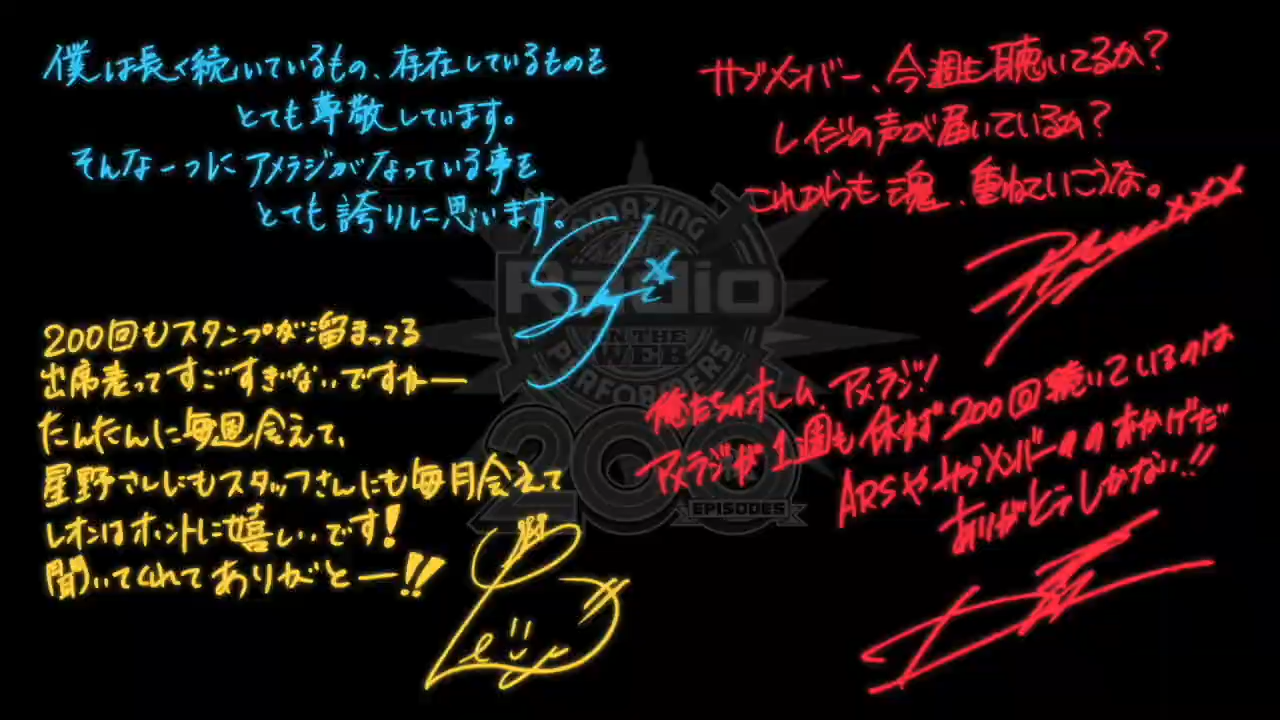 僕は長く続いているもの、存在しているものを
とても尊敬しています。
そんな一つにアメラジがなっている事を
とても誇りに思います。
サブメンバー、今週も聴いてるか?
レイジの声が届いているか?
これからも魂、重ねていこうな。
200回もスタンプが溜まってる
出席表ってすごすぎないですかー
たんたんに毎週会えて、
星野さんにもスタッフさんにも毎月会えて
レオンはホントに嬉しいです!
聞いてくれてありがとー!!
俺たちのホーム、アメラジ!
アメラジが1週も休まず200回続いているのは
ARSやサブメンバーののおかげだ
ありがとうしかない!!
AMAZING
Radio
ON THE
WEB
PERFORMERS
200
EPISODES